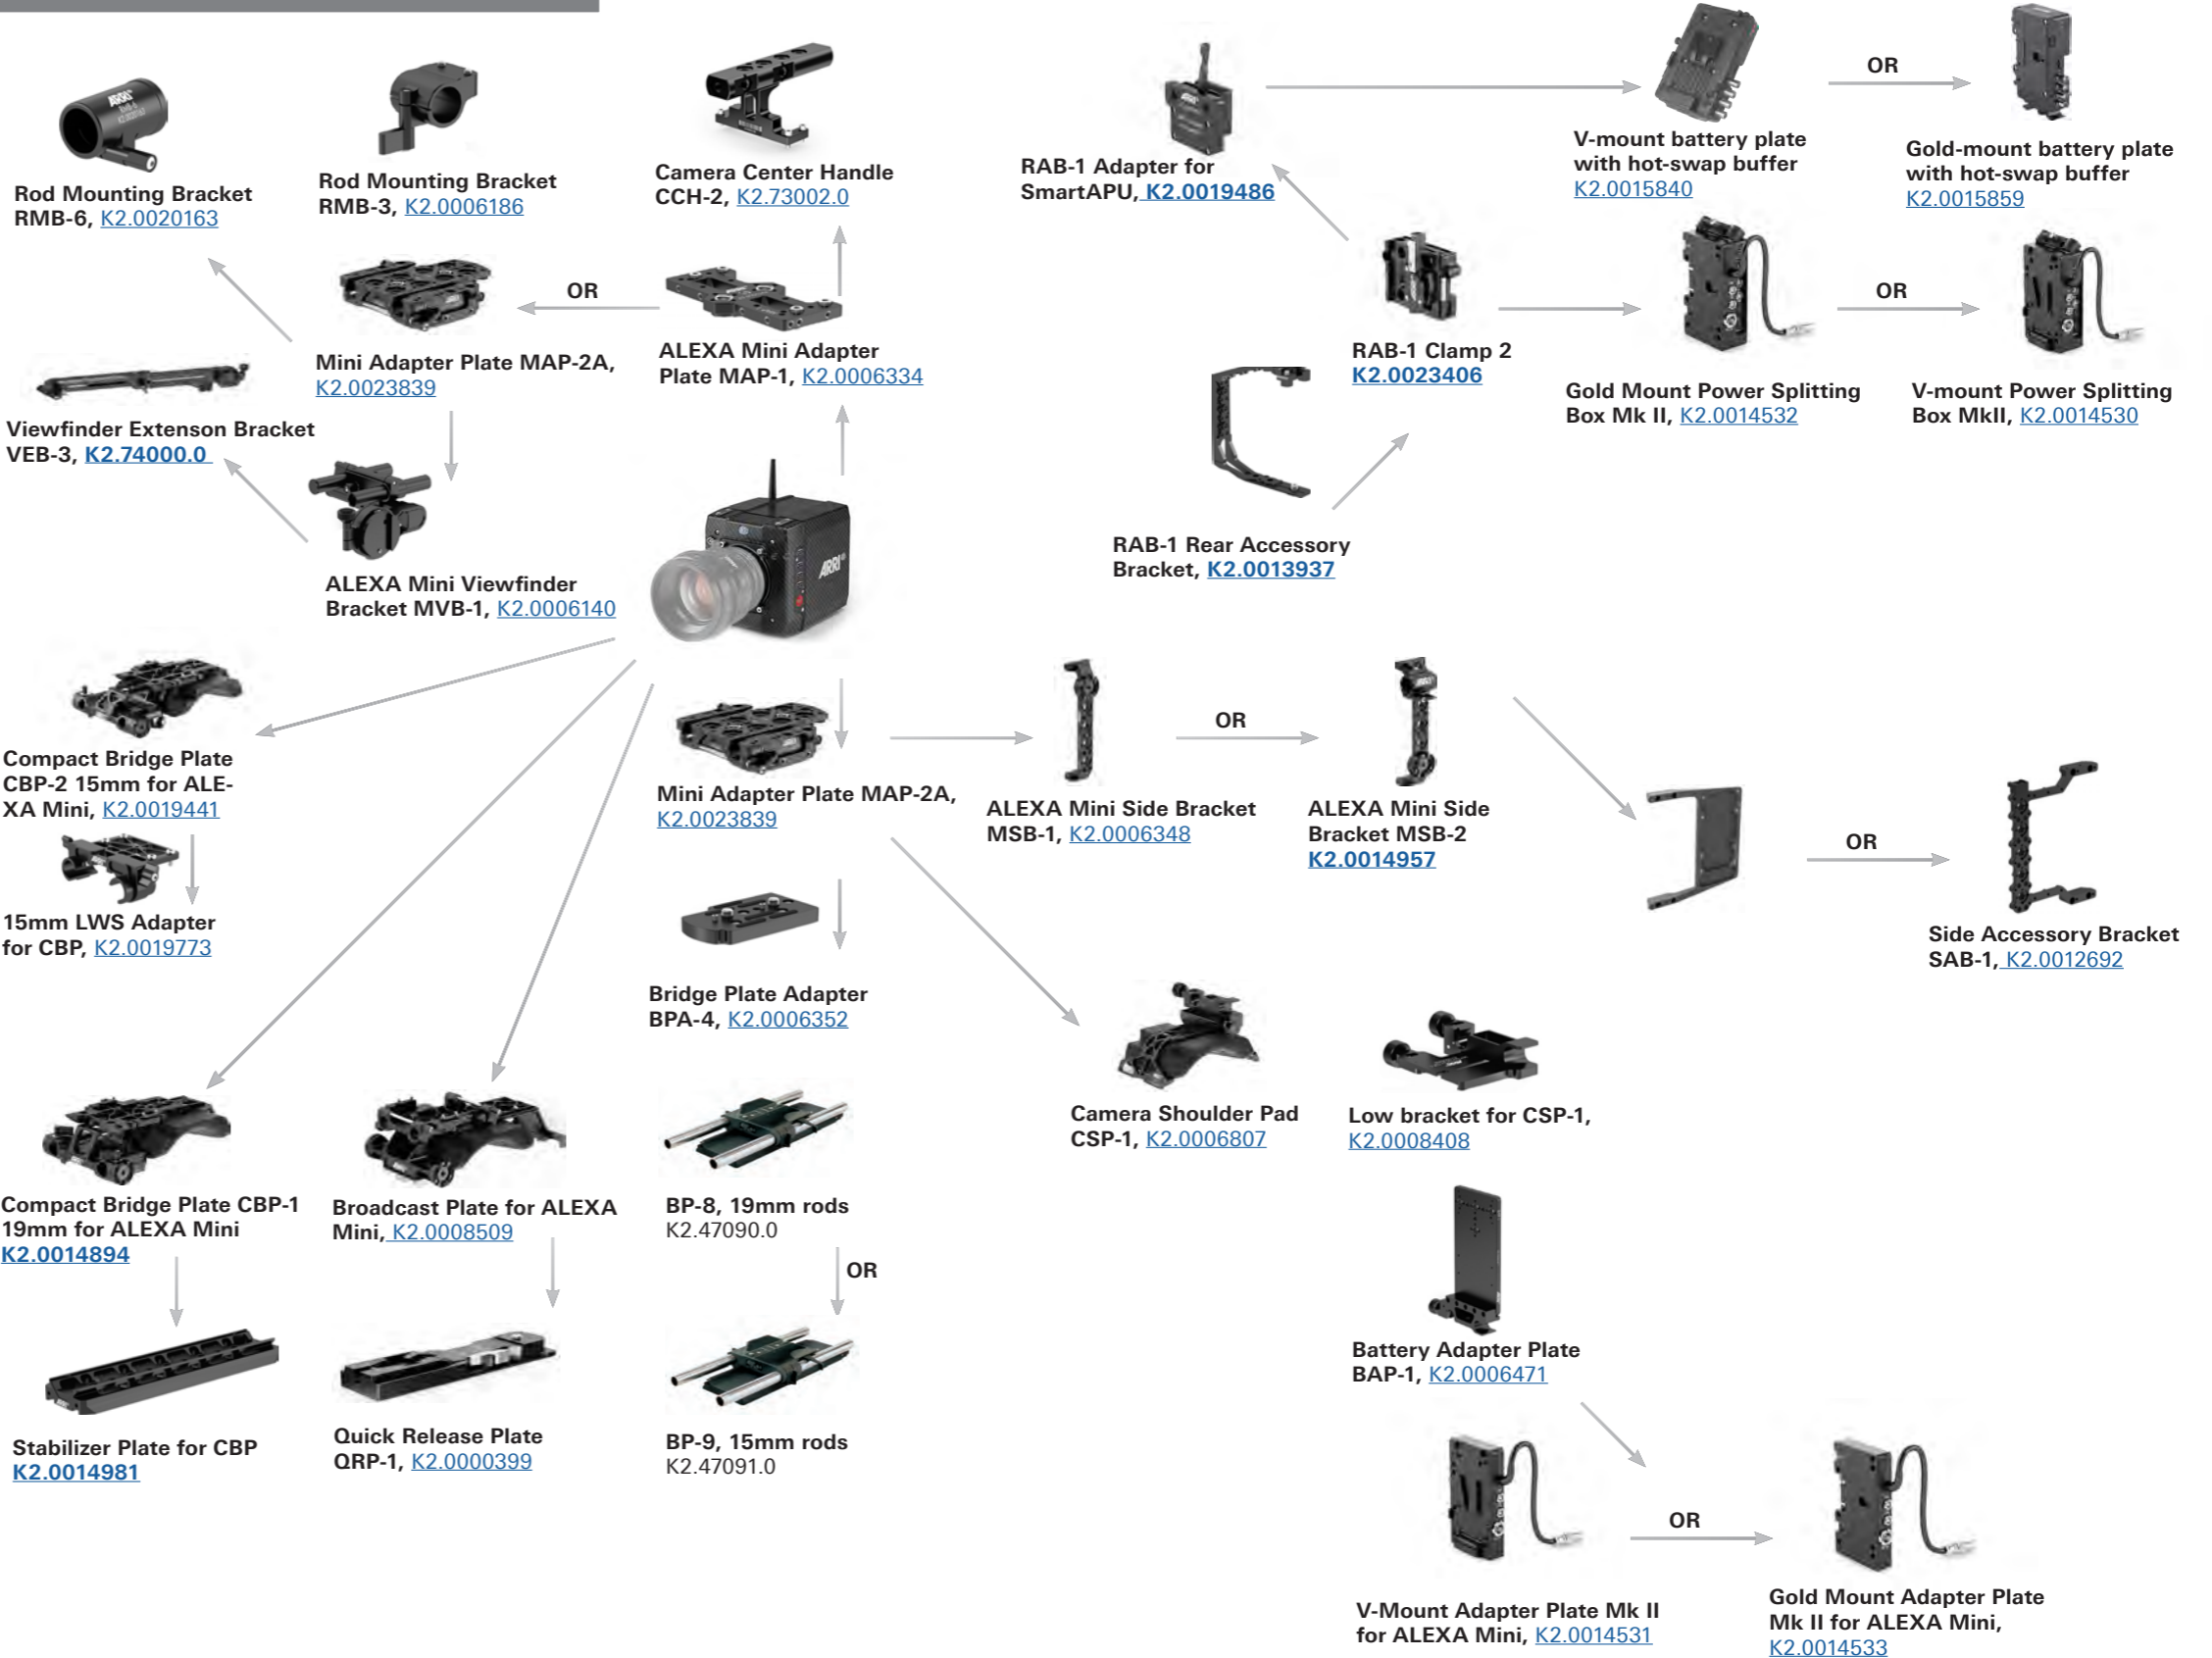 Rod Mounting Bracket
RMB-6, K2.0020163
Rod Mounting Bracket
RMB-3, K2.0006186
Camera Center Handle
CCH-2, K2.73002.0
RAB-1 Adapter for
SmartAPU, K2.0019486
V-mount battery plate
with hot-swap buffer
K2.0015840
OR
Gold-mount battery plate
with hot-swap buffer
K2.0015859
Mini Adapter Plate MAP-2A,
K2.0023839
OR
ALEXA Mini Adapter
Plate MAP-1, K2.0006334
RAB-1 Clamp 2
K2.0023406
Gold Mount Power Splitting
Box Mk II, K2.0014532
OR
V-mount Power Splitting
Box MkII, K2.0014530
Viewfinder Extenson Bracket
VEB-3, K2.74000.0
ALEXA Mini Viewfinder
Bracket MVB-1, K2.0006140
ARRI
RAB-1 Rear Accessory
Bracket, K2.0013937
Compact Bridge Plate
CBP-2 15mm for ALE-
XA Mini, K2.0019441
15mm LWS Adapter
for CBP, K2.0019773
Mini Adapter Plate MAP-2A,
K2.0023839
ALEXA Mini Side Bracket
MSB-1, K2.0006348
OR
ALEXA Mini Side
Bracket MSB-2
K2.0014957
OR
Side Accessory Bracket
SAB-1, K2.0012692
Bridge Plate Adapter
BPA-4, K2.0006352
Camera Shoulder Pad
CSP-1, K2.0006807
Low bracket for CSP-1,
K2.0008408
Compact Bridge Plate CBP-1
19mm for ALEXA Mini
K2.0014894
Broadcast Plate for ALEXA
Mini, K2.0008509
BP-8, 19mm rods
K2.47090.0
OR
Stabilizer Plate for CBP
K2.0014981
Quick Release Plate
QRP-1, K2.0000399
BP-9, 15mm rods
K2.47091.0
Battery Adapter Plate
BAP-1, K2.0006471
V-Mount Adapter Plate Mk II
for ALEXA Mini, K2.0014531
OR
Gold Mount Adapter Plate
Mk II for ALEXA Mini,
K2.0014533